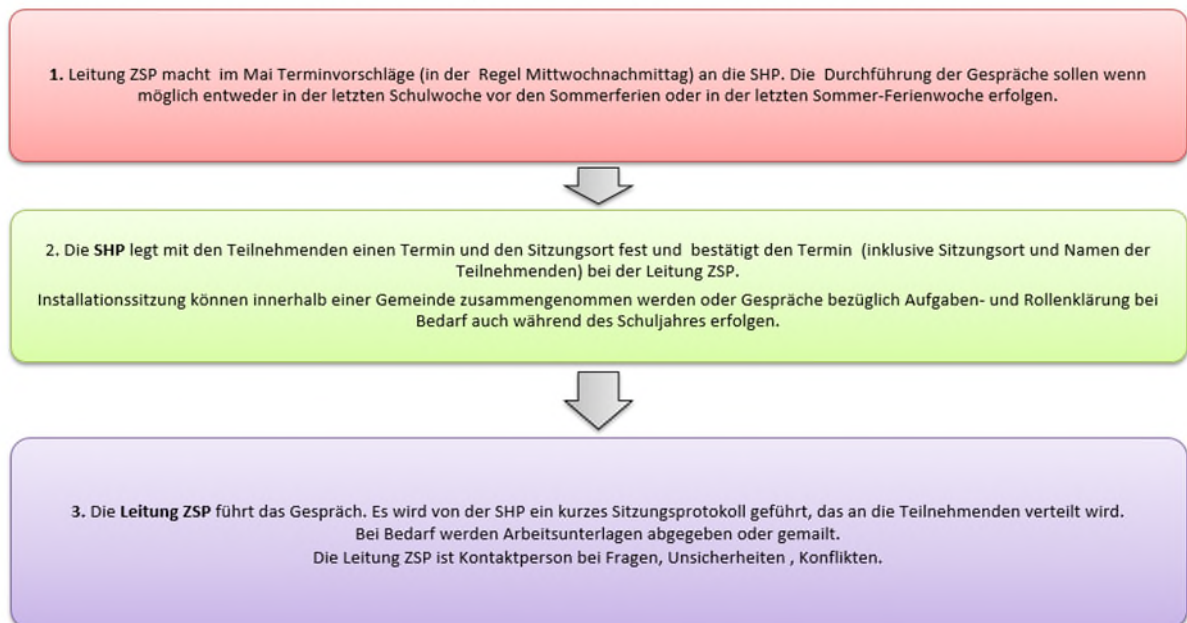 1. Leitung ZSP macht im Mai Terminvorschläge (in der Regel Mittwochnachmittag) an die SHP. Die Durchführung der Gespräche sollen wenn
möglich entweder in der letzten Schulwoche vor den Sommerferien oder in der letzten Sommer-Ferienwoche erfolgen.
2. Die SHP legt mit den Teilnehmenden einen Termin und den Sitzungsort fest und bestätigt den Termin (inklusive Sitzungsort und Namen der
Teilnehmenden) bei der Leitung ZSP.
Installationssitzung können innerhalb einer Gemeinde zusammengenommen werden oder Gespräche bezüglich Aufgaben- und Rollenklärung bei
Bedarf auch während des Schuljahres erfolgen.
3. Die Leitung ZSP führt das Gespräch. Es wird von der SHP ein kurzes Sitzungsprotokoll geführt, das an die Teilnehmenden verteilt wird.
Bei Bedarf werden Arbeitsunterlagen abgegeben oder gemailt.
Die Leitung ZSP ist Kontaktperson bei Fragen, Unsicherheiten , Konflikten.